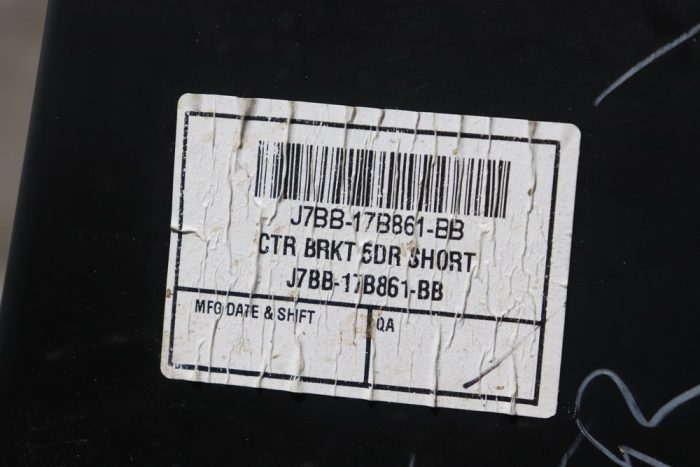 J7BB-17B861-BB
CTR BRKT 5DR SHORT
J7BB-17B861-BB
MFG DATE & SHIFT
QA